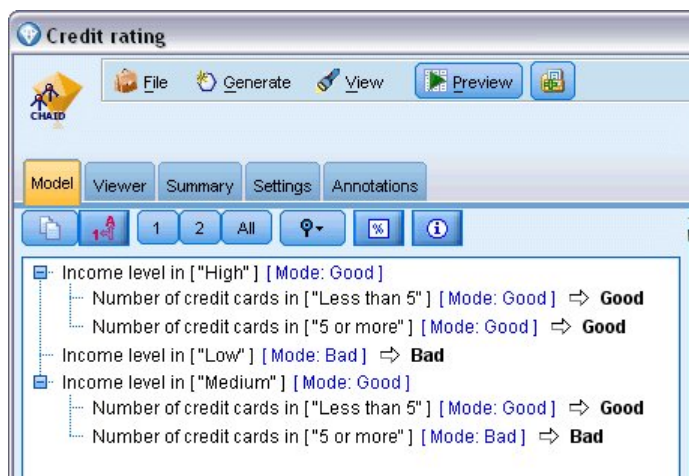 Credit rating
CHAID
File Generate View Preview
Model Viewer Summary Settings Annotations
1 2 All % i
Income level in ["High"] [Mode: Good]
Number of credit cards in ["Less than 5"] [Mode: Good] ⇨ Good
Number of credit cards in ["5 or more"] [Mode: Good] ⇨ Good
Income level in ["Low"] [Mode: Bad] ⇨ Bad
Income level in ["Medium"] [Mode: Good]
Number of credit cards in ["Less than 5"] [Mode: Good] ⇨ Good
Number of credit cards in ["5 or more"] [Mode: Bad] ⇨ Bad